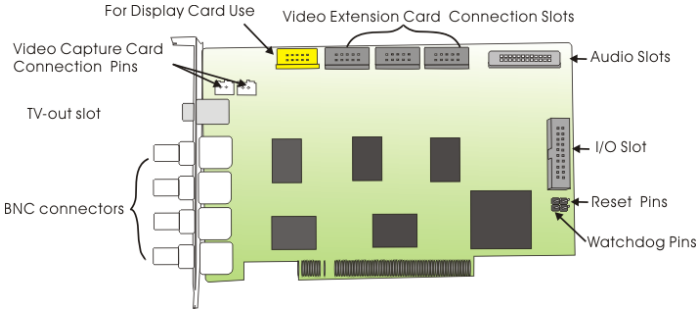 For Display Card Use
Video Extension Card Connection Slots
Video Capture Card
Connection Pins
Audio Slots
TV-out slot
I/O Slot
BNC connectors
Reset Pins
Watchdog Pins